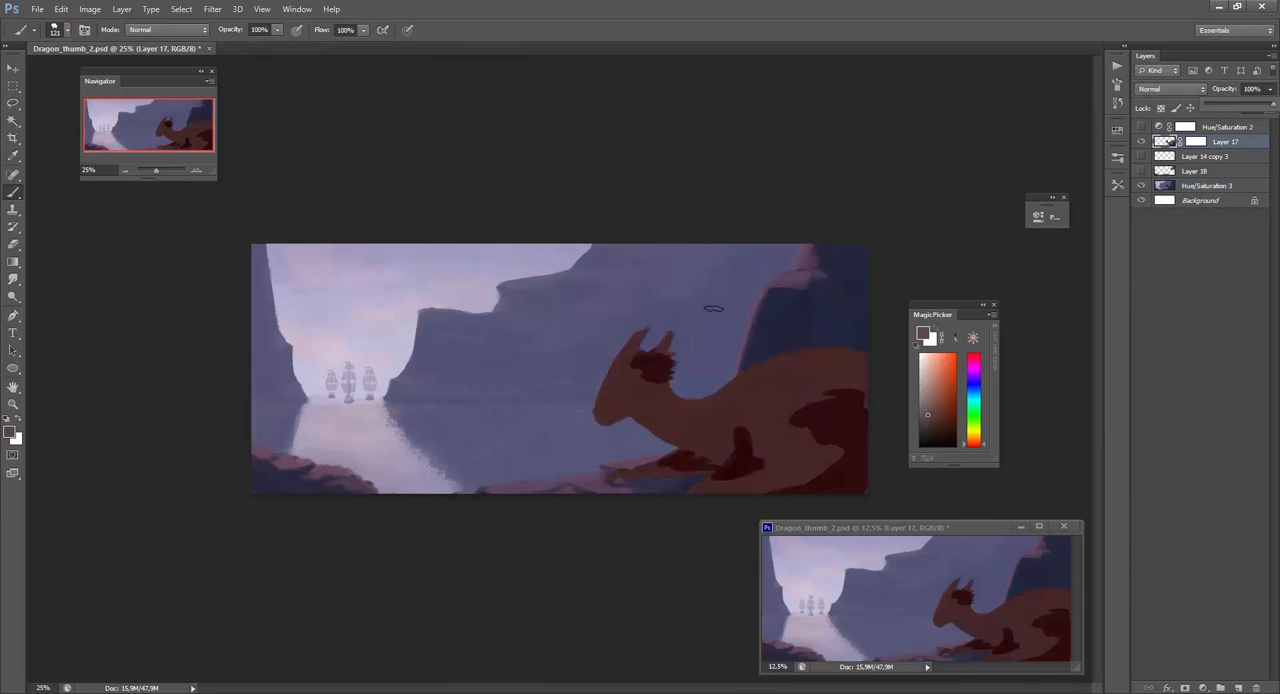 Ps File Edit Image Layer Type Select Filter 3D View Window Help
121 Mode: Normal Opacity: 100% Flow: 100% Essentials
Dragon_thumb_2.psd @ 25% (Layer 17, RGB/8) * ×
Navigator
25%
Layers
Kind
Normal Opacity: 100%
Lock:
Hue/Saturation 2
Layer 17
Layer 14 copy 3
Layer 18
Hue/Saturation 3
Background
P...
MagicPicker
Ps Dragon_thumb_2.psd @ 12,5% (Layer 17, RGB/8) *
12,5% Doc: 15,9M/47,9M
25% Doc: 15,9M/47,9M